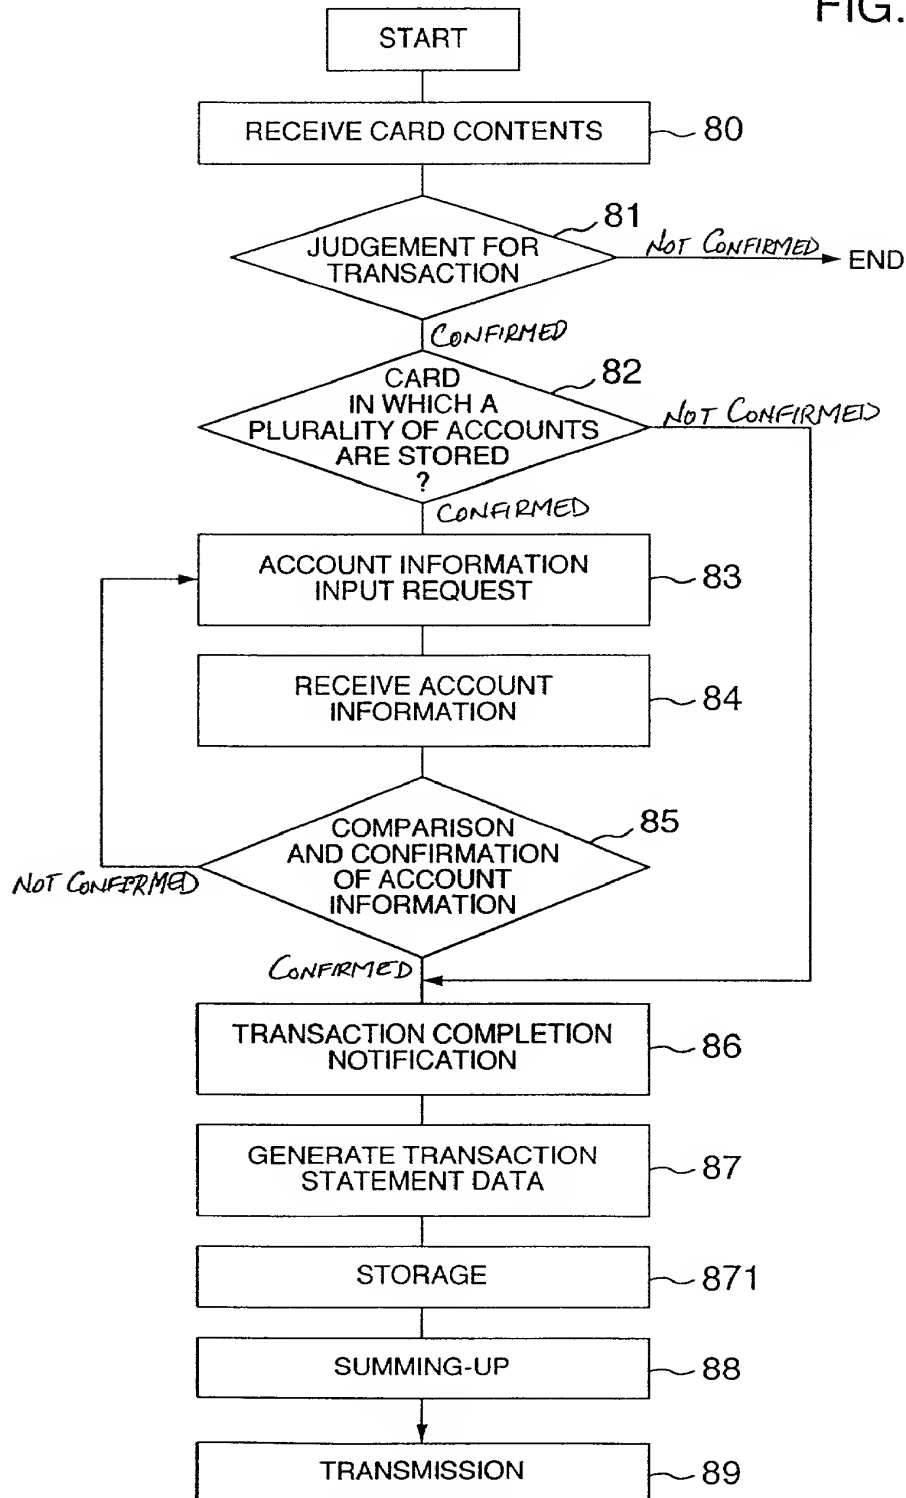 FIG.
START
RECEIVE CARD CONTENTS
80
81
JUDGEMENT FOR
TRANSACTION
NOT CONFIRMED
END
CONFIRMED
82
CARD
IN WHICH A
PLURALITY OF ACCOUNTS
ARE STORED
?
NOT CONFIRMED
CONFIRMED
ACCOUNT INFORMATION
INPUT REQUEST
83
RECEIVE ACCOUNT
INFORMATION
84
85
COMPARISON
AND CONFIRMATION
OF ACCOUNT
INFORMATION
NOT CONFIRMED
CONFIRMED
TRANSACTION COMPLETION
NOTIFICATION
86
GENERATE TRANSACTION
STATEMENT DATA
87
STORAGE
871
SUMMING-UP
88
TRANSMISSION
89